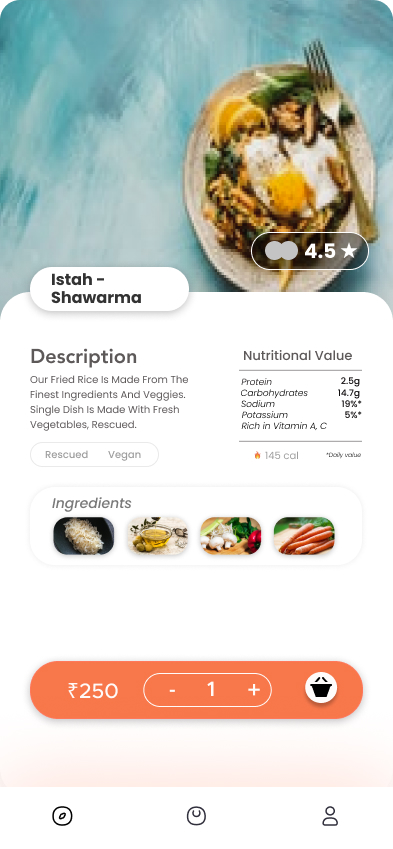 4.5
Istah -
Shawarma
Description
Our Fried Rice Is Made From The
Finest Ingredients And Veggies.
Single Dish Is Made With Fresh
Vegetables, Rescued.
Rescued Vegan
Nutritional Value
Protein 2.5g
Carbohydrates 14.7g
Sodium 19%*
Potassium 5%*
Rich in Vitamin A, C
145 cal *Daily value
Ingredients
₹250 - 1 +